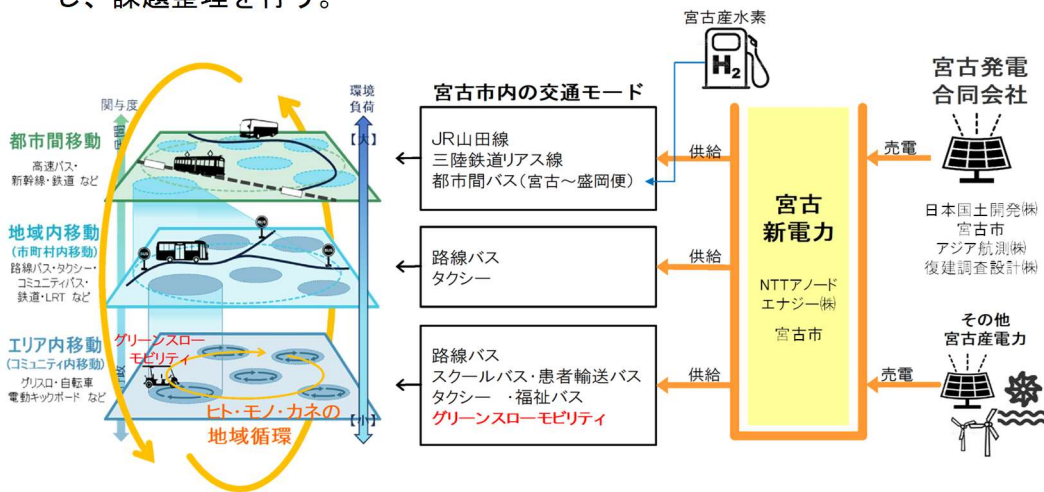 し、課題整理を行う。
宮古産水素
H2
関与度
民間
都市間移動
高速バス・
新幹線・鉄道 など
地域内移動
(市町村内移動)
路線バス・タクシー・
コミュニティバス・
鉄道・LRT など
エリア内移動
(コミュニティ内移動)
グリスロ・自転車
電動キックボード など
行政
環境
負荷
【大】
【小】
BUS
BUS
BUS
グリーンスロー
モビリティ
ヒト・モノ・カネの
地域循環
宮古市内の交通モード
JR山田線
三陸鉄道リアス線
都市間バス(宮古~盛岡便)
路線バス
タクシー
路線バス
スクールバス・患者輸送バス
タクシー ・福祉バス
グリーンスローモビリティ
供給
供給
供給
宮古
新電力
NTTアノード
エナジー㈱
宮古市
売電
売電
宮古発電
合同会社
日本国土開発㈱
宮古市
アジア航測㈱
復建調査設計㈱
その他
宮古産電力